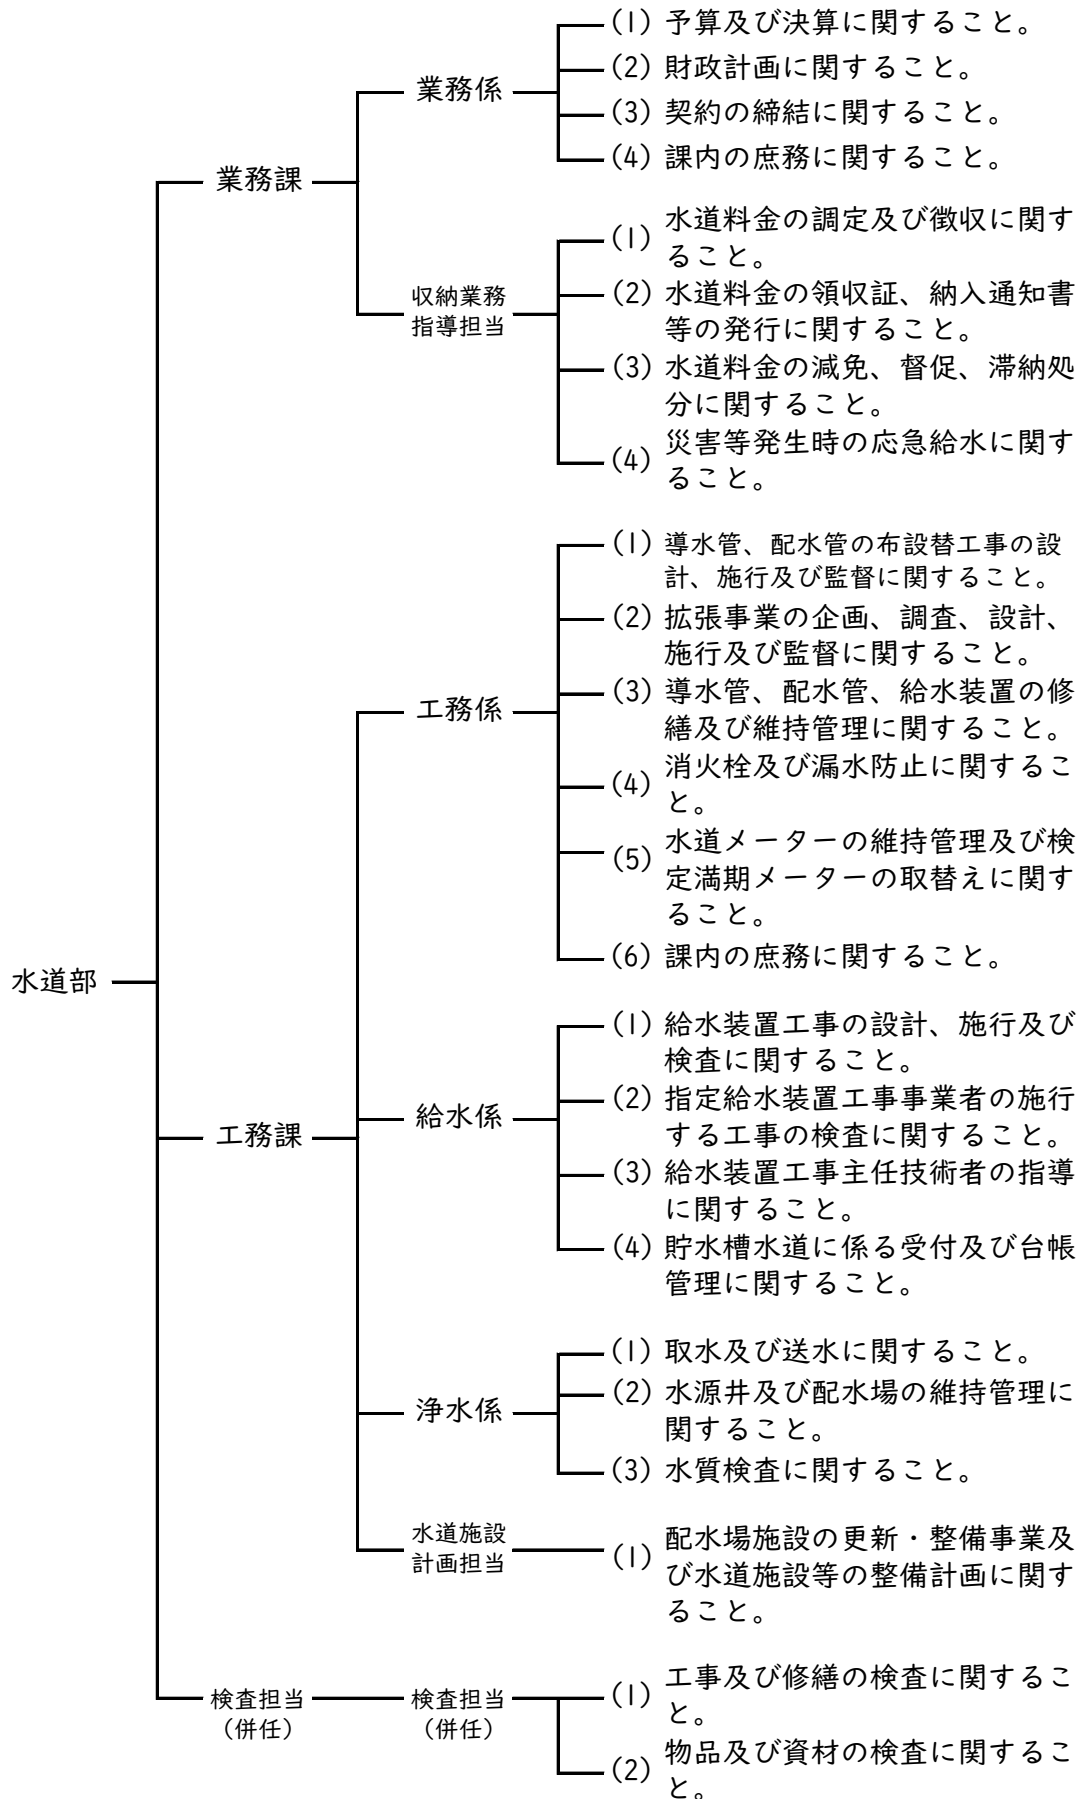 水道部
業務課
業務係
(1) 予算及び決算に関すること。
(2) 財政計画に関すること。
(3) 契約の締結に関すること。
(4) 課内の庶務に関すること。
収納業務
指導担当
(1) 水道料金の調定及び徴収に関す
ること。
(2) 水道料金の領収証、納入通知書
等の発行に関すること。
(3) 水道料金の減免、督促、滞納処
分に関すること。
(4) 災害等発生時の応急給水に関す
ること。
工務課
工務係
(1) 導水管、配水管の布設替工事の設
計、施行及び監督に関すること。
(2) 拡張事業の企画、調査、設計、
施行及び監督に関すること。
(3) 導水管、配水管、給水装置の修
繕及び維持管理に関すること。
(4) 消火栓及び漏水防止に関するこ
と。
(5) 水道メーターの維持管理及び検
定満期メーターの取替えに関す
ること。
(6) 課内の庶務に関すること。
給水係
(1) 給水装置工事の設計、施行及び
検査に関すること。
(2) 指定給水装置工事事業者の施行
する工事の検査に関すること。
(3) 給水装置工事主任技術者の指導
に関すること。
(4) 貯水槽水道に係る受付及び台帳
管理に関すること。
浄水係
(1) 取水及び送水に関すること。
(2) 水源井及び配水場の維持管理に
関すること。
(3) 水質検査に関すること。
水道施設
計画担当
(1) 配水場施設の更新・整備事業及
び水道施設等の整備計画に関す
ること。
検査担当
（併任）
検査担当
（併任）
(1) 工事及び修繕の検査に関するこ
と。
(2) 物品及び資材の検査に関するこ
と。